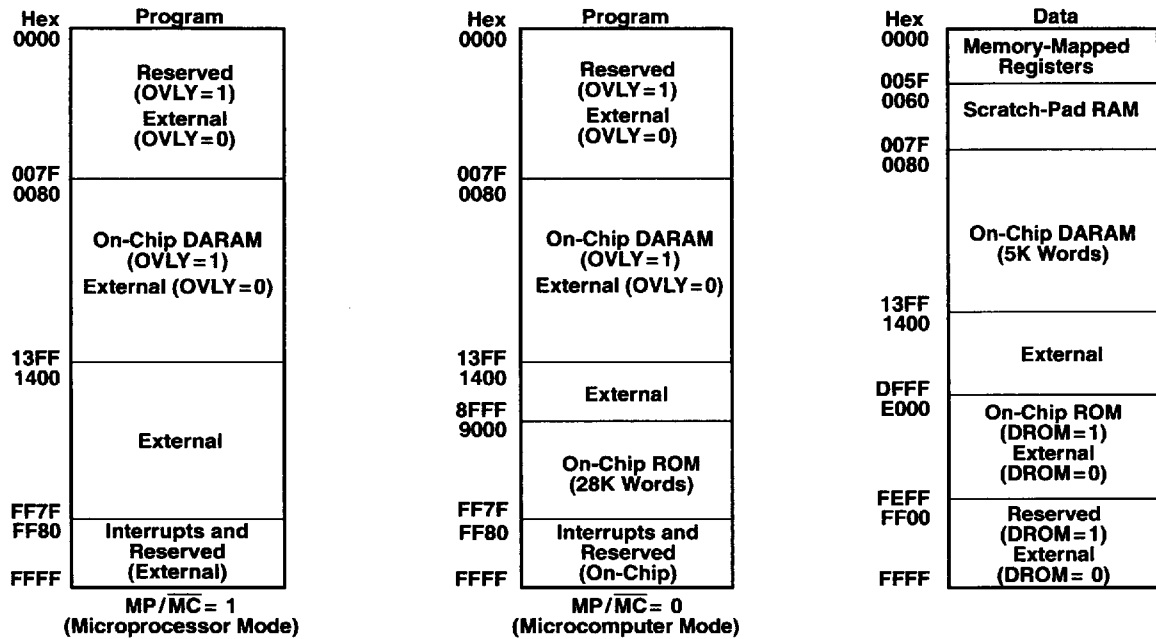 Hex
Program
0000
Reserved
(OVLY=1)
External
(OVLY=0)
007F
0080
On-Chip DARAM
(OVLY=1)
External (OVLY=0)
13FF
1400
External
FF7F
FF80
Interrupts and
Reserved
(External)
FFFF
MP/M̅C̅ = 1
(Microprocessor Mode)
Hex
Program
0000
Reserved
(OVLY=1)
External
(OVLY=0)
007F
0080
On-Chip DARAM
(OVLY=1)
External (OVLY=0)
13FF
1400
External
8FFF
9000
On-Chip ROM
(28K Words)
FF7F
FF80
Interrupts and
Reserved
(On-Chip)
FFFF
MP/M̅C̅ = 0
(Microcomputer Mode)
Hex
Data
0000
Memory-Mapped
Registers
005F
0060
Scratch-Pad RAM
007F
0080
On-Chip DARAM
(5K Words)
13FF
1400
External
DFFF
E000
On-Chip ROM
(DROM=1)
External
(DROM=0)
FEFF
FF00
Reserved
(DROM=1)
External
(DROM= 0)
FFFF